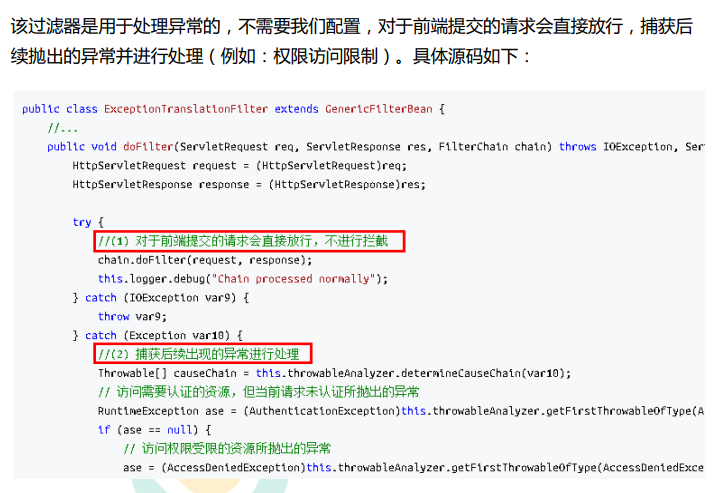 该过滤器是用于处理异常的，不需要我们配置，对于前端提交的请求会直接放行，捕获后
续抛出的异常并进行处理（例如：权限访问限制）。具体源码如下：
public class ExceptionTranslationFilter extends GenericFilterBean {
//...
public void doFilter(ServletRequest req, ServletResponse res, FilterChain chain) throws IOException, Ser
HttpServletRequest request = (HttpServletRequest)req;
HttpServletResponse response = (HttpServletResponse)res;
try {
//(1) 对于前端提交的请求会直接放行，不进行拦截
chain.doFilter(request, response);
this.logger.debug("Chain processed normally");
} catch (IOException var9) {
throw var9;
} catch (Exception var10) {
//(2) 捕获后续出现的异常进行处理
Throwable[] causeChain = this.throwableAnalyzer.determineCauseChain(var10);
// 访问需要认证的资源，但当前请求未认证所抛出的异常
RuntimeException ase = (AuthenticationException)this.throwableAnalyzer.getFirstThrowableOfType(A
if (ase == null) {
// 访问权限受限的资源所抛出的异常
ase = (AccessDeniedException)this.throwableAnalyzer.getFirstThrowableOfType(AccessDeniedExce